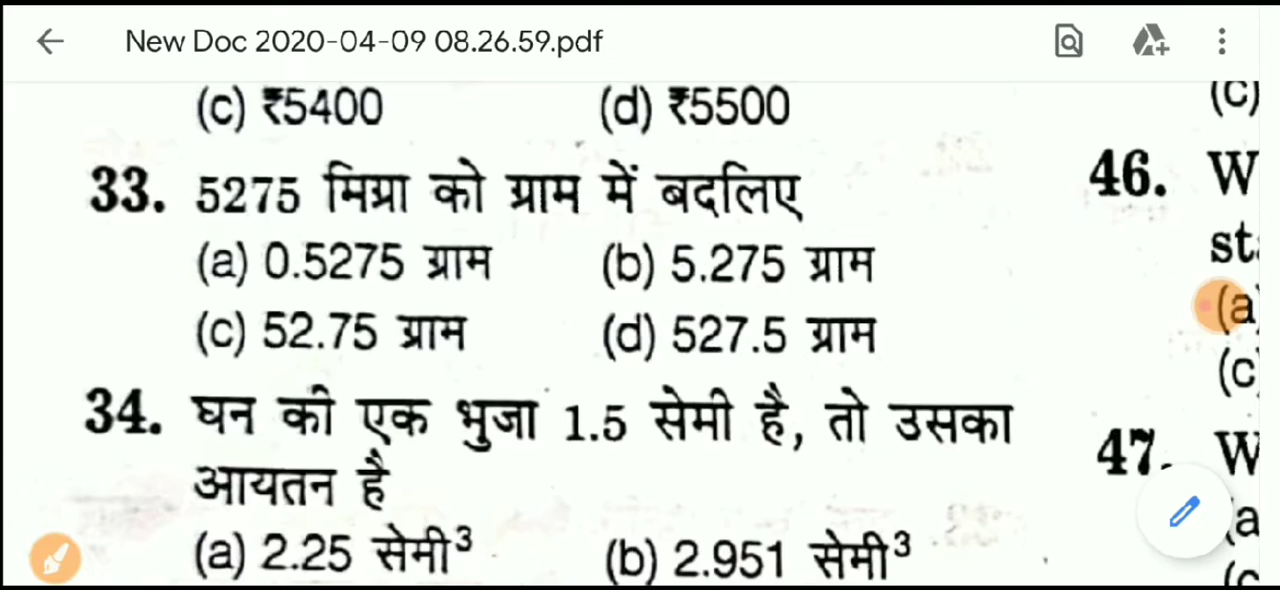 New Doc 2020-04-09 08.26.59.pdf
(c) ₹5400 (d) ₹5500
33. 5275 मिग्रा को ग्राम में बदलिए
(a) 0.5275 ग्राम (b) 5.275 ग्राम
(c) 52.75 ग्राम (d) 527.5 ग्राम
34. घन की एक भुजा 1.5 सेमी है, तो उसका
आयतन है
(a) 2.25 सेमी³ (b) 2.951 सेमी³
(c)
46. W
st
(a)
(c
47. W
(a
(c